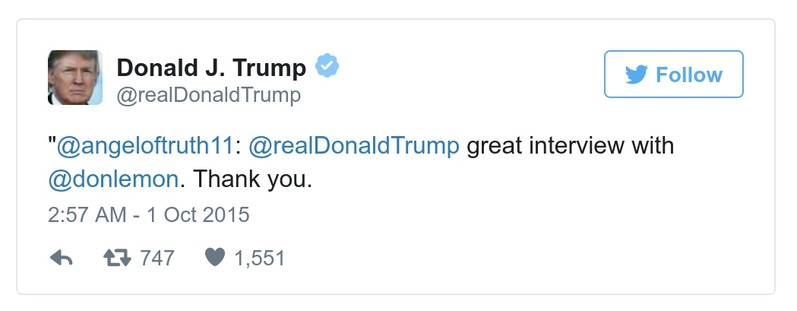 Donald J. Trump
@realDonaldTrump
Follow
"@angeloftruth11: @realDonaldTrump great interview with
@donlemon. Thank you.
2:57 AM - 1 Oct 2015
747 1,551